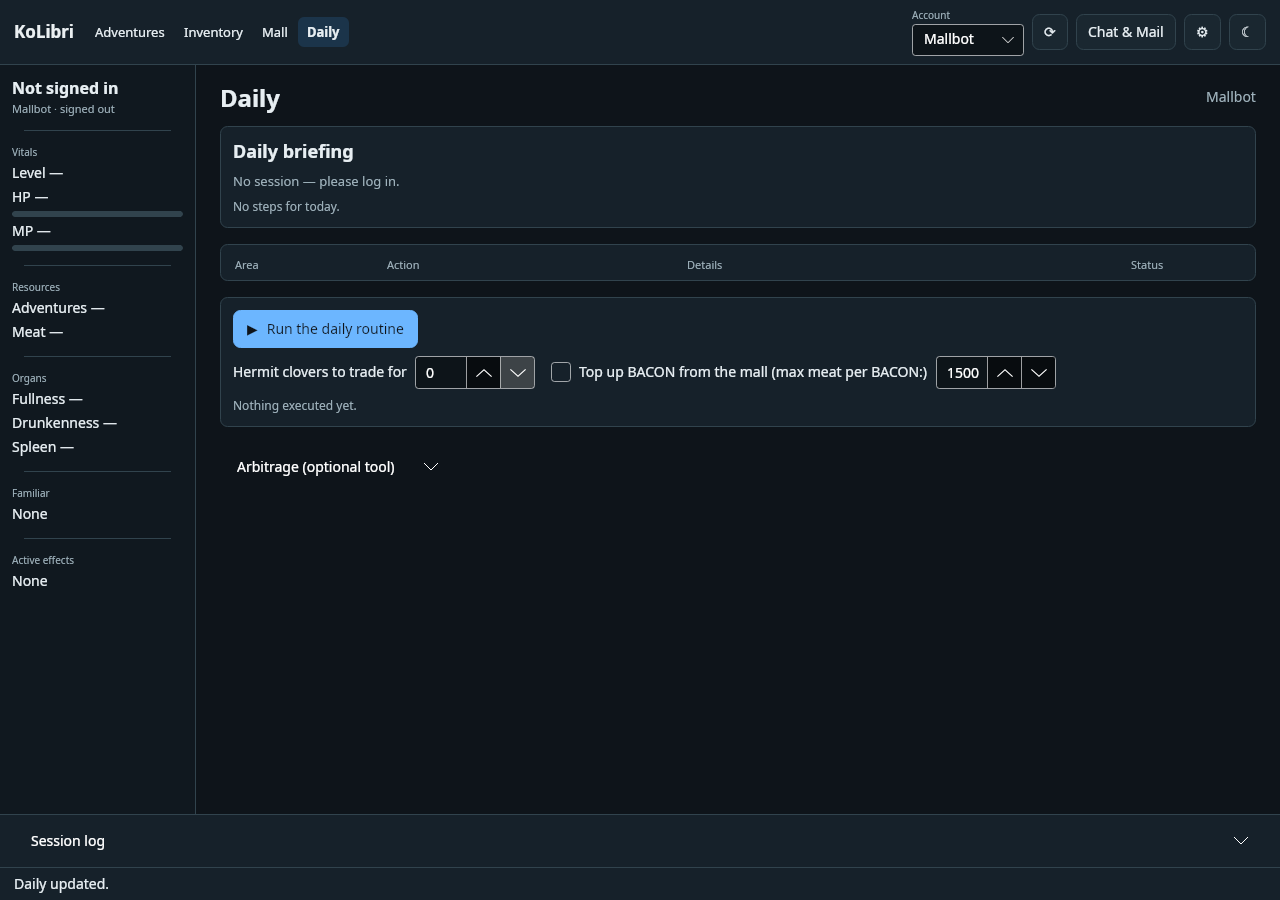 KoLibri Adventures Inventory Mall Daily
Account
Mallbot
⟳ Chat & Mail ⚙ ☾
Not signed in
Mallbot · signed out
Vitals
Level —
HP —
MP —
Resources
Adventures —
Meat —
Organs
Fullness —
Drunkenness —
Spleen —
Familiar
None
Active effects
None
Daily
Mallbot
Daily briefing
No session — please log in.
No steps for today.
Area Action Details Status
▶ Run the daily routine
Hermit clovers to trade for 0 Top up BACON from the mall (max meat per BACON:) 1500
Nothing executed yet.
Arbitrage (optional tool)
Session log
Daily updated.